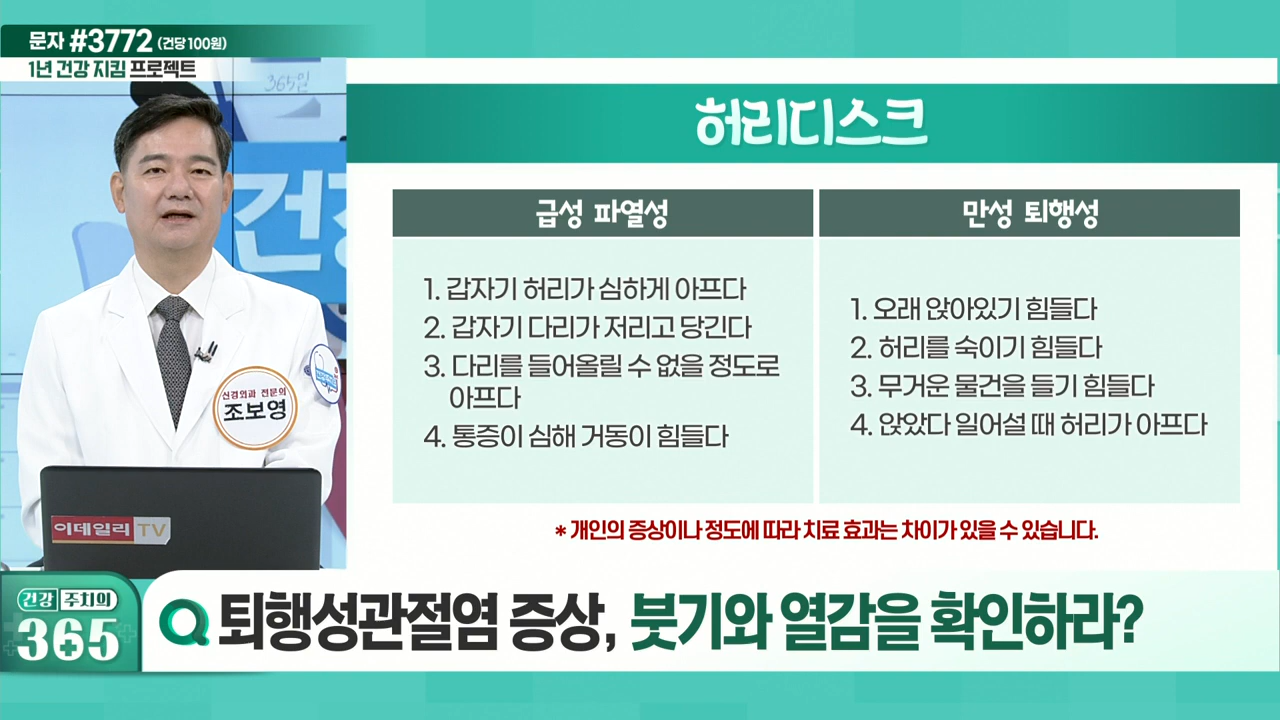 문자 #3772 (건당 100원)
1년 건강 지킴 프로젝트
365일
건강
신경외과 전문의
조보영
이데일리 TV
허리디스크
급성 파열성
1. 갑자기 허리가 심하게 아프다
2. 갑자기 다리가 저리고 당긴다
3. 다리를 들어올릴 수 없을 정도로
아프다
4. 통증이 심해 거동이 힘들다
만성 퇴행성
1. 오래 앉아있기 힘들다
2. 허리를 숙이기 힘들다
3. 무거운 물건을 들기 힘들다
4. 앉았다 일어설 때 허리가 아프다
* 개인의 증상이나 정도에 따라 치료 효과는 차이가 있을 수 있습니다.
건강 주치의
365
Q 퇴행성관절염 증상, 붓기와 열감을 확인하라?